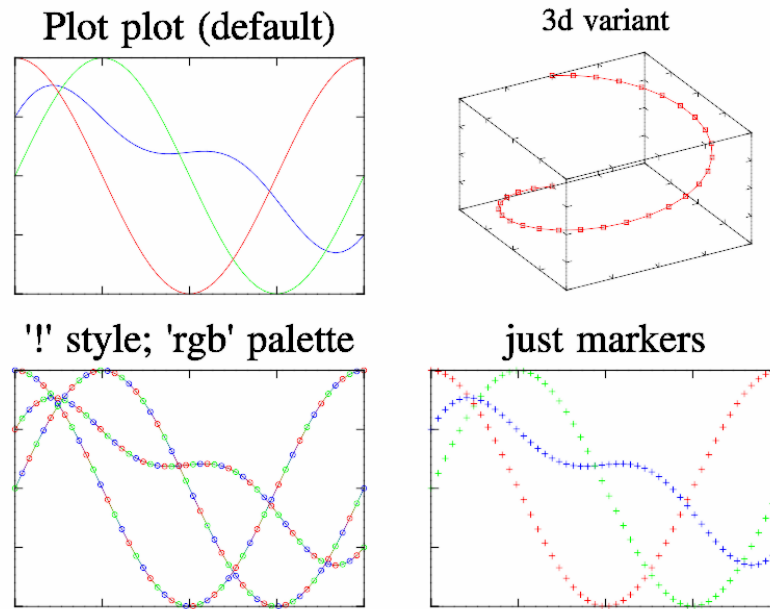 Plot plot (default)
3d variant
'!' style; 'rgb' palette
just markers